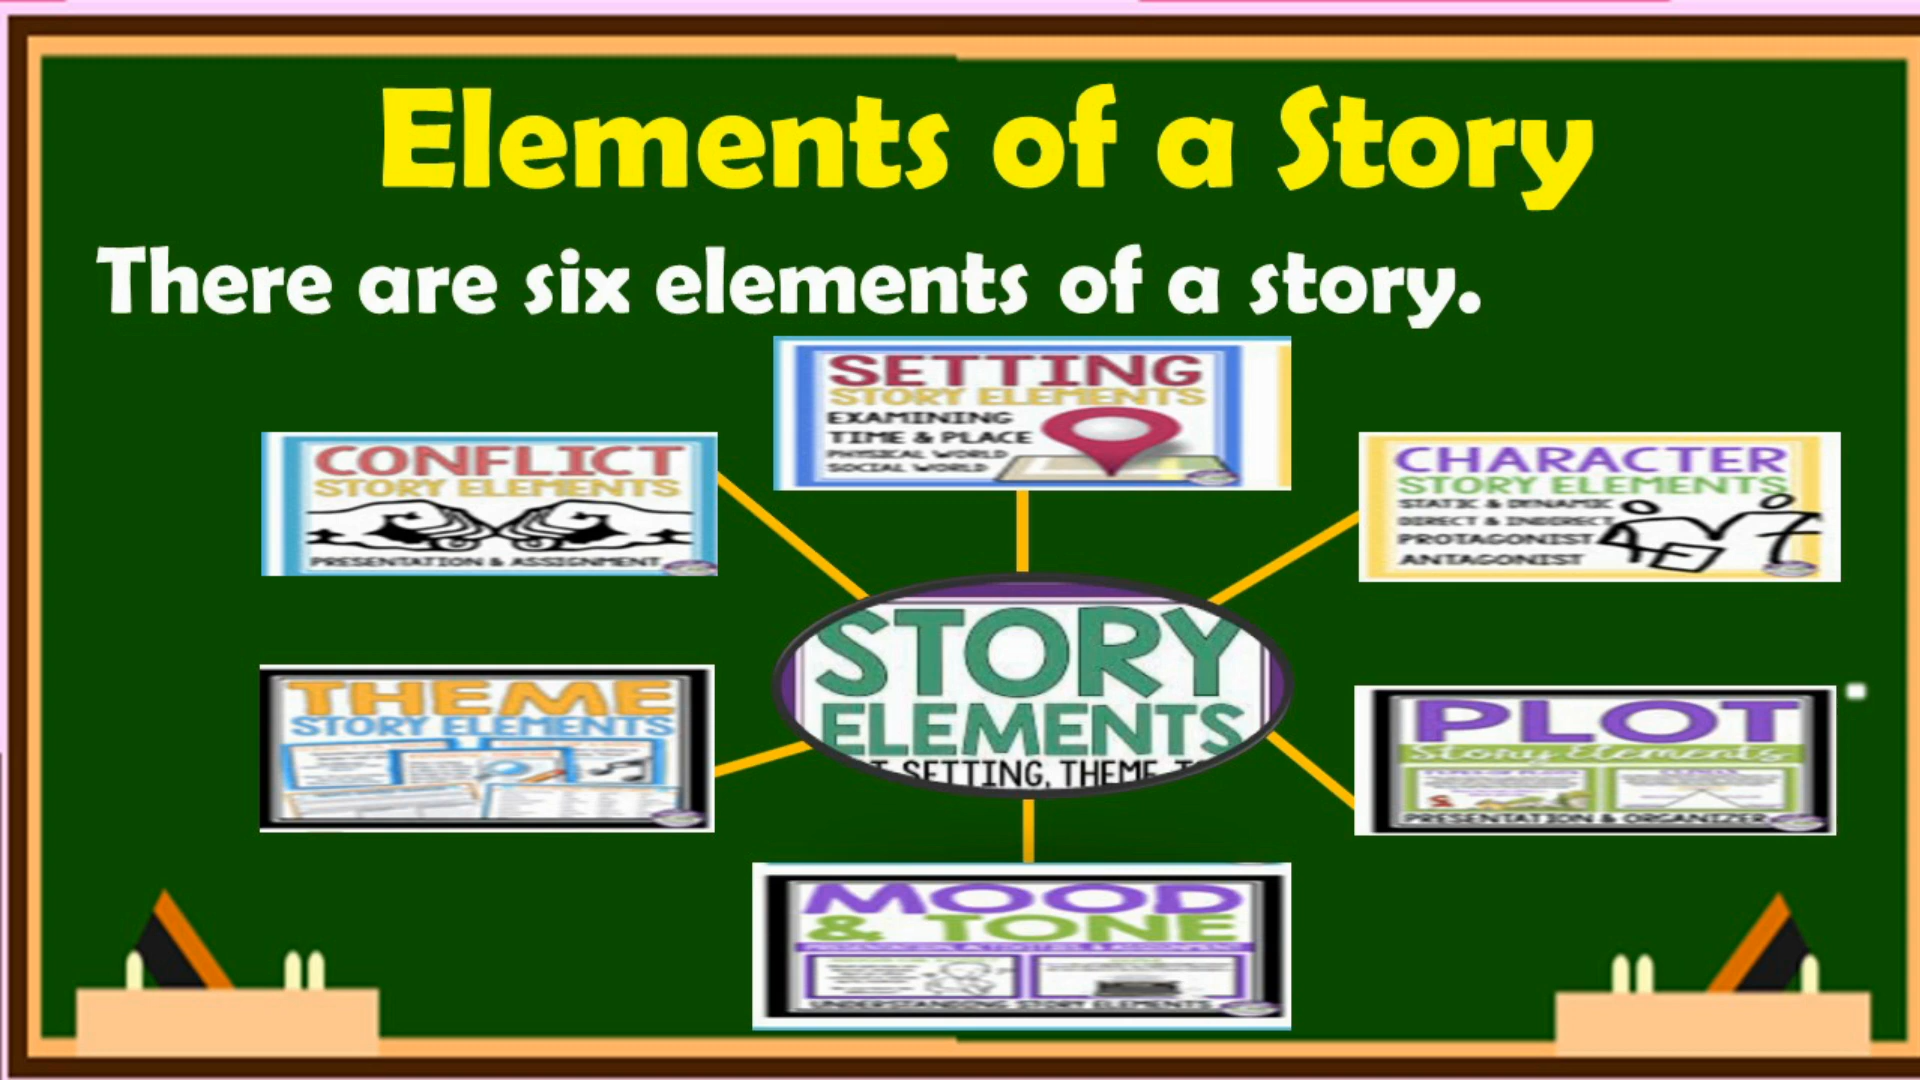 Elements of a Story
There are six elements of a story.
SETTING
STORY ELEMENTS
EXAMINING
TIME & PLACE
PHYSICAL WORLD
SOCIAL WORLD
CONFLICT
STORY ELEMENTS
PRESENTATION & ASSIGNMENT
CHARACTER
STORY ELEMENTS
STATIC & DYNAMIC
DIRECT & INDIRECT
PROTAGONIST
ANTAGONIST
STORY
ELEMENTS
SETTING, THEME
THEME
STORY ELEMENTS
PLOT
Story Elements
PRESENTATION & ORGANIZER
MOOD
& TONE
UNDERSTANDING STORY ELEMENTS